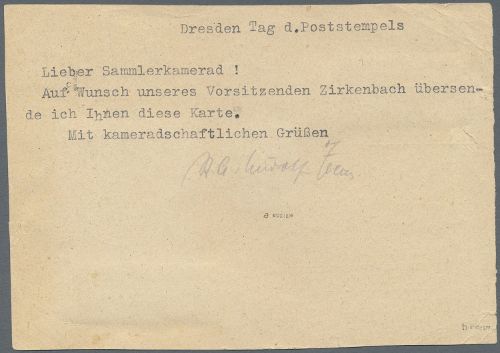 Dresden Tag d.Poststempels
Lieber Sammlerkamerad !
Auf Wunsch unseres Vorsitzenden Zirkenbach übersen-
de ich Ihnen diese Karte.
Mit kameradschaftlichen Grüßen
Rudolf